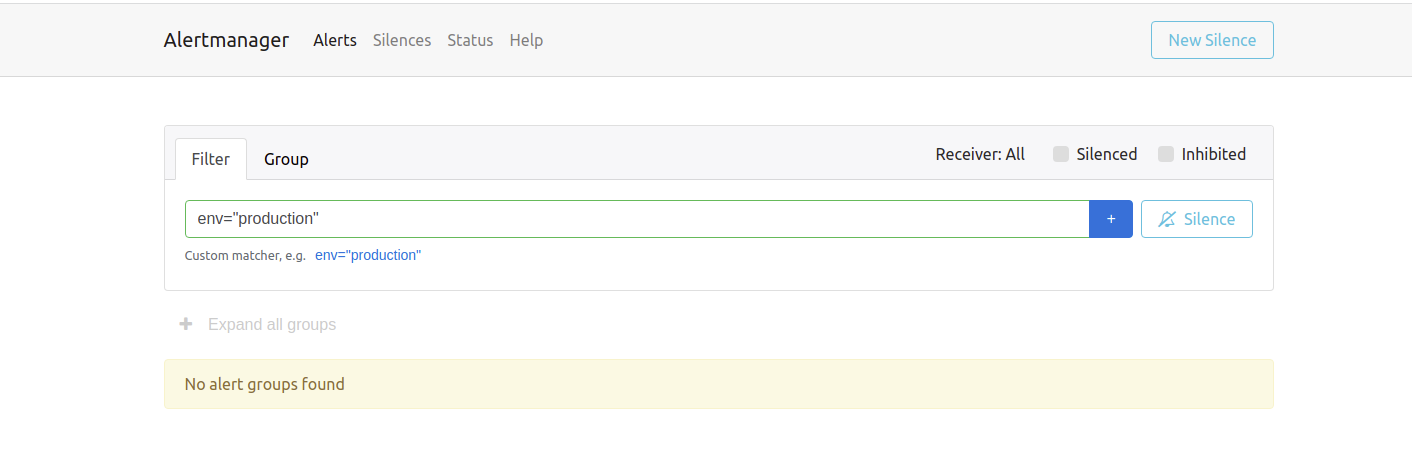 Alertmanager Alerts Silences Status Help New Silence
Filter Group Receiver: All Silenced Inhibited
env="production" + Silence
Custom matcher, e.g. env="production"
Expand all groups
No alert groups found